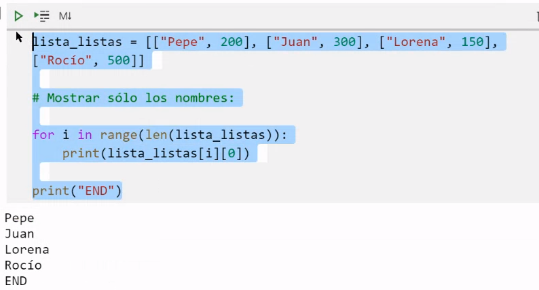 M↓
lista_listas = [["Pepe", 200], ["Juan", 300], ["Lorena", 150],
["Rocío", 500]]
# Mostrar sólo los nombres:
for i in range(len(lista_listas)):
    print(lista_listas[i][0])
print("END")
Pepe
Juan
Lorena
Rocío
END